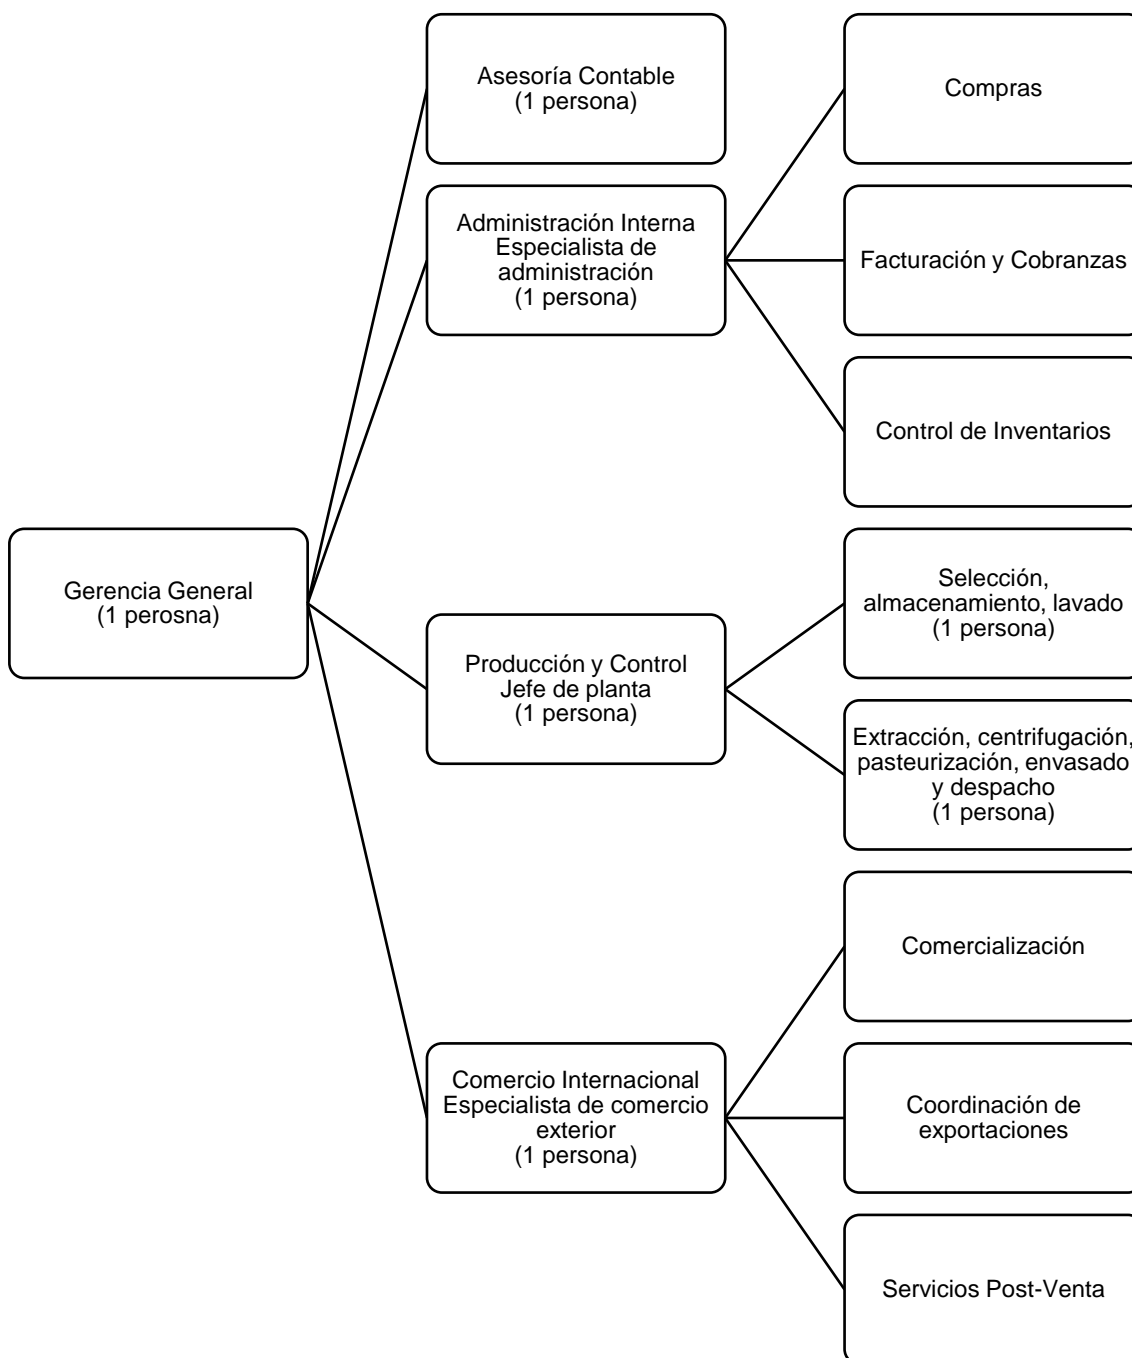 Asesoría Contable
(1 persona)
Compras
Administración Interna
Especialista de
administración
(1 persona)
Facturación y Cobranzas
Control de Inventarios
Gerencia General
(1 perosna)
Selección,
almacenamiento, lavado
(1 persona)
Producción y Control
Jefe de planta
(1 persona)
Extracción, centrifugación,
pasteurización, envasado
y despacho
(1 persona)
Comercialización
Comercio Internacional
Especialista de comercio
exterior
(1 persona)
Coordinación de
exportaciones
Servicios Post-Venta